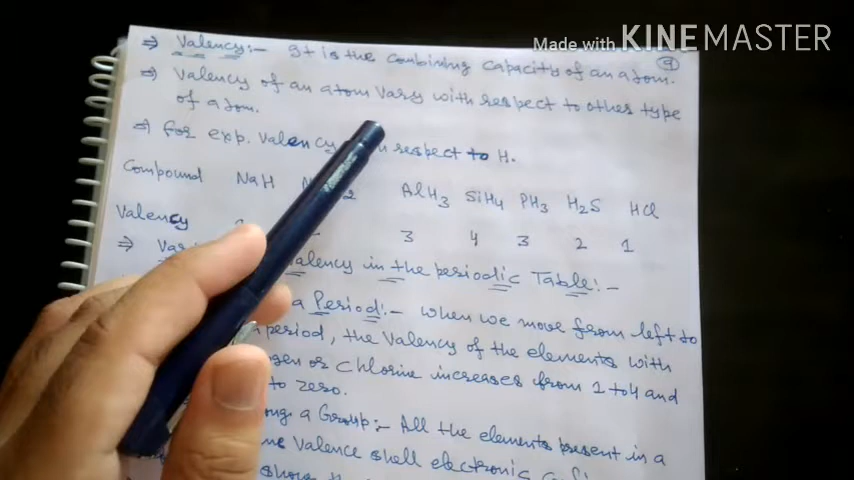 Made with KINEMASTER
9
⇒ Valency:- It is the combining capacity of an atom.
⇒ Valency of an atom vary with respect to other type
of atom.
⇒ for exp. Valency respect to H.
Compound NaH 2 AlH3 SiH4 PH3 H2S HCl
Valency 3 4 3 2 1
⇒ Valency in the periodic Table:-
a Period:- when we move from left to
period, the valency of the elements with
or chlorine increases from 1 to 4 and
to zero.
a Group:- All the elements present in a
valence shell electronic